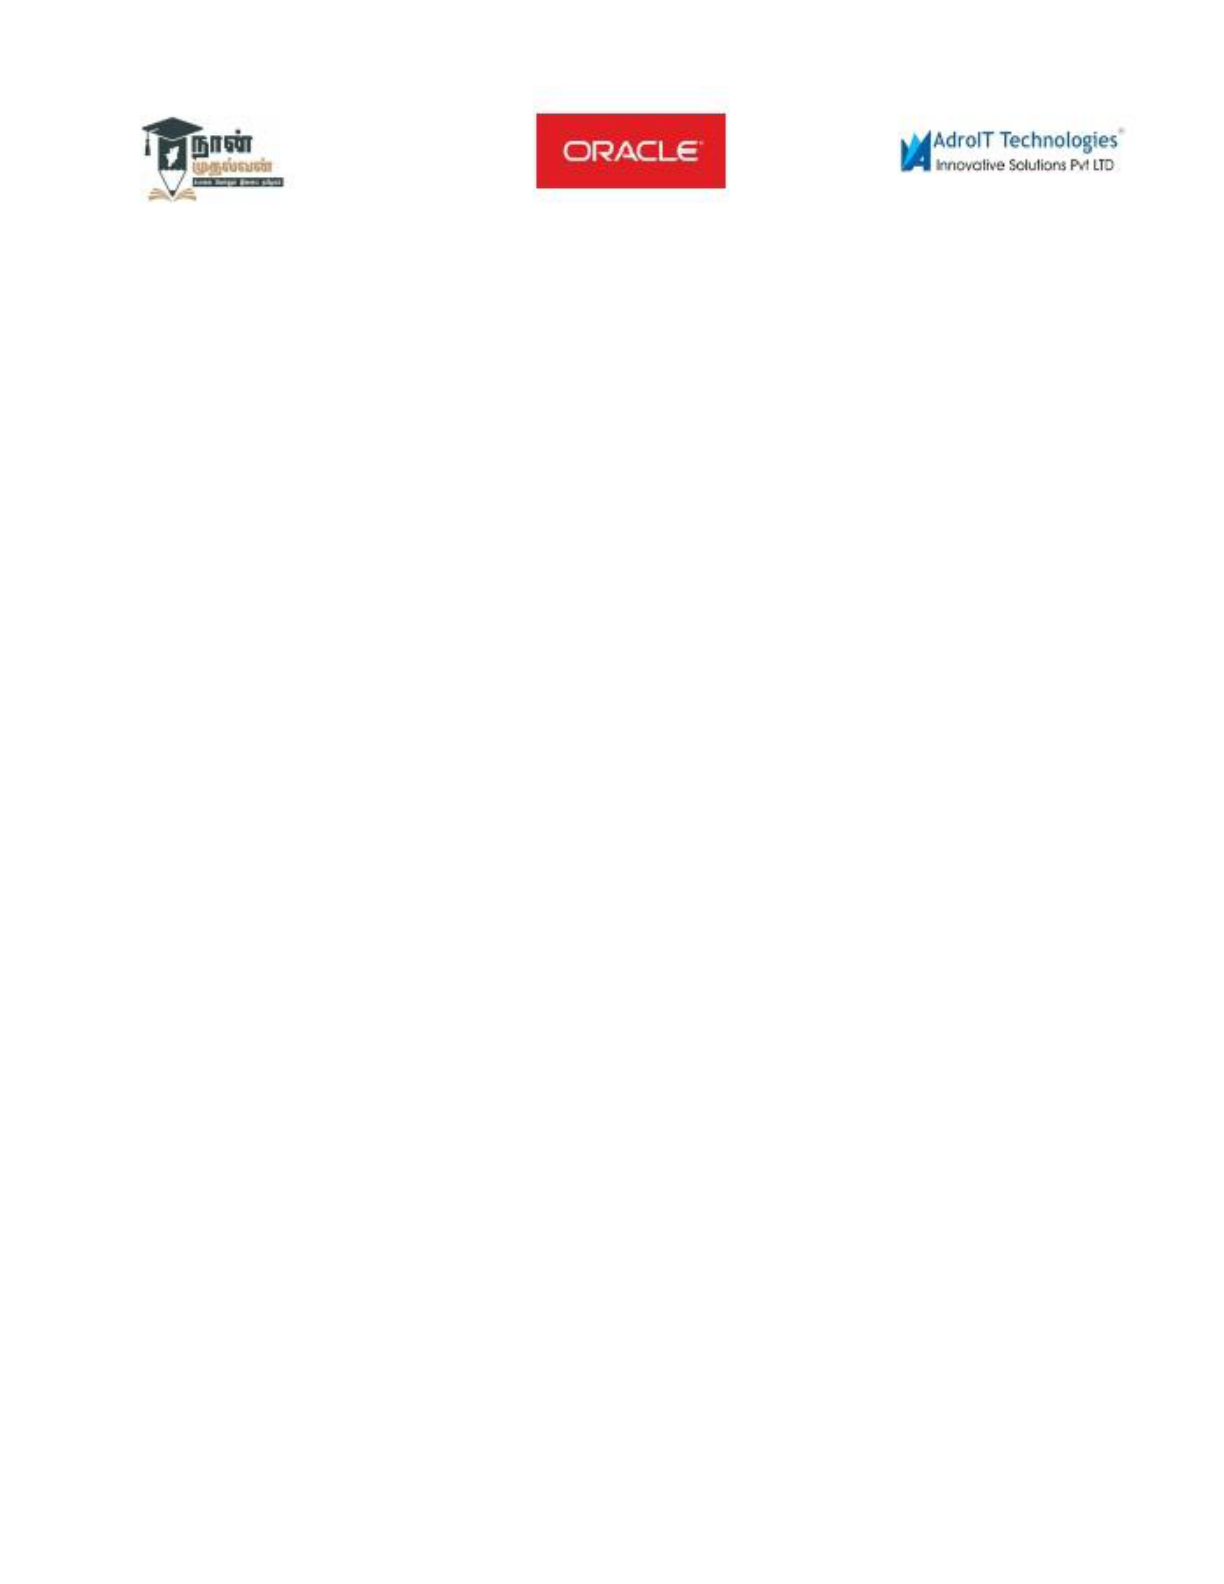 நான்
முதல்வன்
ORACLE
AdroIT Technologies®
Innovative Solutions Pvt LTD